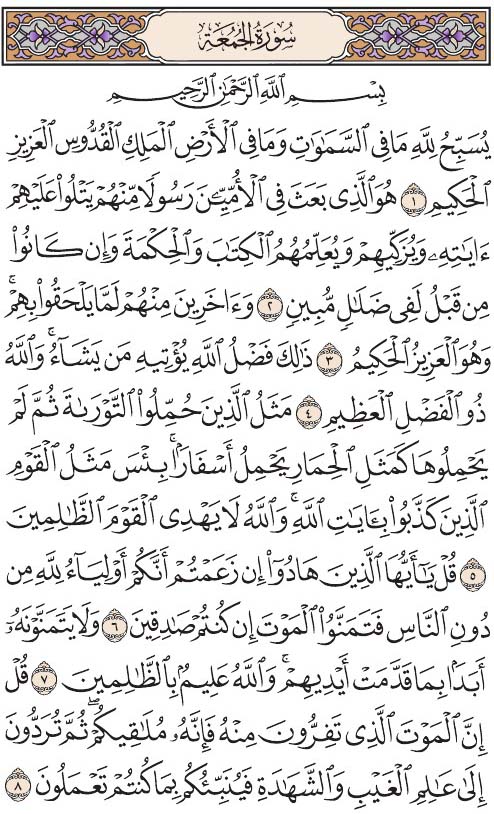 سُورَةُ الجُمُعَةِ
بِسْمِ ٱللَّهِ ٱلرَّحْمَٰنِ ٱلرَّحِيمِ
يُسَبِّحُ لِلَّهِ مَا فِي ٱلسَّمَٰوَٰتِ وَمَا فِي ٱلْأَرْضِ ٱلْمَلِكِ ٱلْقُدُّوسِ ٱلْعَزِيزِ
ٱلْحَكِيمِ ١ هُوَ ٱلَّذِي بَعَثَ فِي ٱلْأُمِّيِّـۧنَ رَسُولًا مِّنْهُمْ يَتْلُوا۟ عَلَيْهِمْ
ءَايَٰتِهِۦ وَيُزَكِّيهِمْ وَيُعَلِّمُهُمُ ٱلْكِتَٰبَ وَٱلْحِكْمَةَ وَإِن كَانُوا۟
مِن قَبْلُ لَفِي ضَلَٰلٍ مُّبِينٍ ٢ وَءَاخَرِينَ مِنْهُمْ لَمَّا يَلْحَقُوا۟ بِهِمْۚ
وَهُوَ ٱلْعَزِيزُ ٱلْحَكِيمُ ٣ ذَٰلِكَ فَضْلُ ٱللَّهِ يُؤْتِيهِ مَن يَشَآءُۚ وَٱللَّهُ
ذُو ٱلْفَضْلِ ٱلْعَظِيمِ ٤ مَثَلُ ٱلَّذِينَ حُمِّلُوا۟ ٱلتَّوْرَىٰةَ ثُمَّ لَمْ
يَحْمِلُوهَا كَمَثَلِ ٱلْحِمَارِ يَحْمِلُ أَسْفَارًۢاۚ بِئْسَ مَثَلُ ٱلْقَوْمِ
ٱلَّذِينَ كَذَّبُوا۟ بِـَٔايَٰتِ ٱللَّهِۚ وَٱللَّهُ لَا يَهْدِي ٱلْقَوْمَ ٱلظَّٰلِمِينَ
٥ قُلْ يَٰٓأَيُّهَا ٱلَّذِينَ هَادُوٓا۟ إِن زَعَمْتُمْ أَنَّكُمْ أَوْلِيَآءُ لِلَّهِ مِن
دُونِ ٱلنَّاسِ فَتَمَنَّوُا۟ ٱلْمَوْتَ إِن كُنتُمْ صَٰدِقِينَ ٦ وَلَا يَتَمَنَّوْنَهُۥٓ
أَبَدًۢا بِمَا قَدَّمَتْ أَيْدِيهِمْۚ وَٱللَّهُ عَلِيمٌۢ بِٱلظَّٰلِمِينَ ٧ قُلْ
إِنَّ ٱلْمَوْتَ ٱلَّذِي تَفِرُّونَ مِنْهُ فَإِنَّهُۥ مُلَٰقِيكُمْۖ ثُمَّ تُرَدُّونَ
إِلَىٰ عَٰلِمِ ٱلْغَيْبِ وَٱلشَّهَٰدَةِ فَيُنَبِّئُكُم بِمَا كُنتُمْ تَعْمَلُونَ ٨